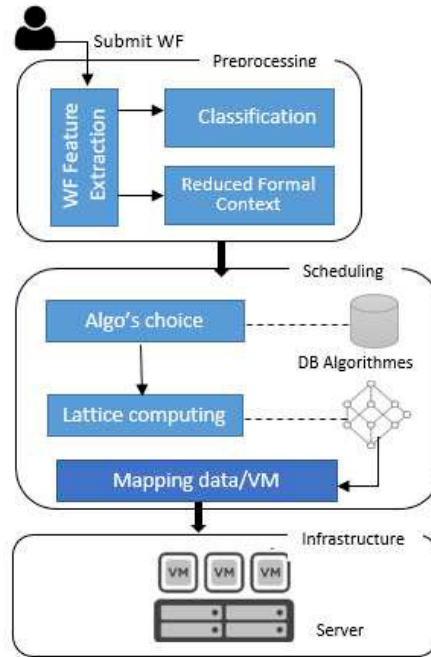 Submit WF
Preprocessing
WF Feature
Extraction
Classification
Reduced Formal
Context
Scheduling
Algo's choice
DB Algorithmes
Lattice computing
Mapping data/VM
Infrastructure
VM VM VM
Server